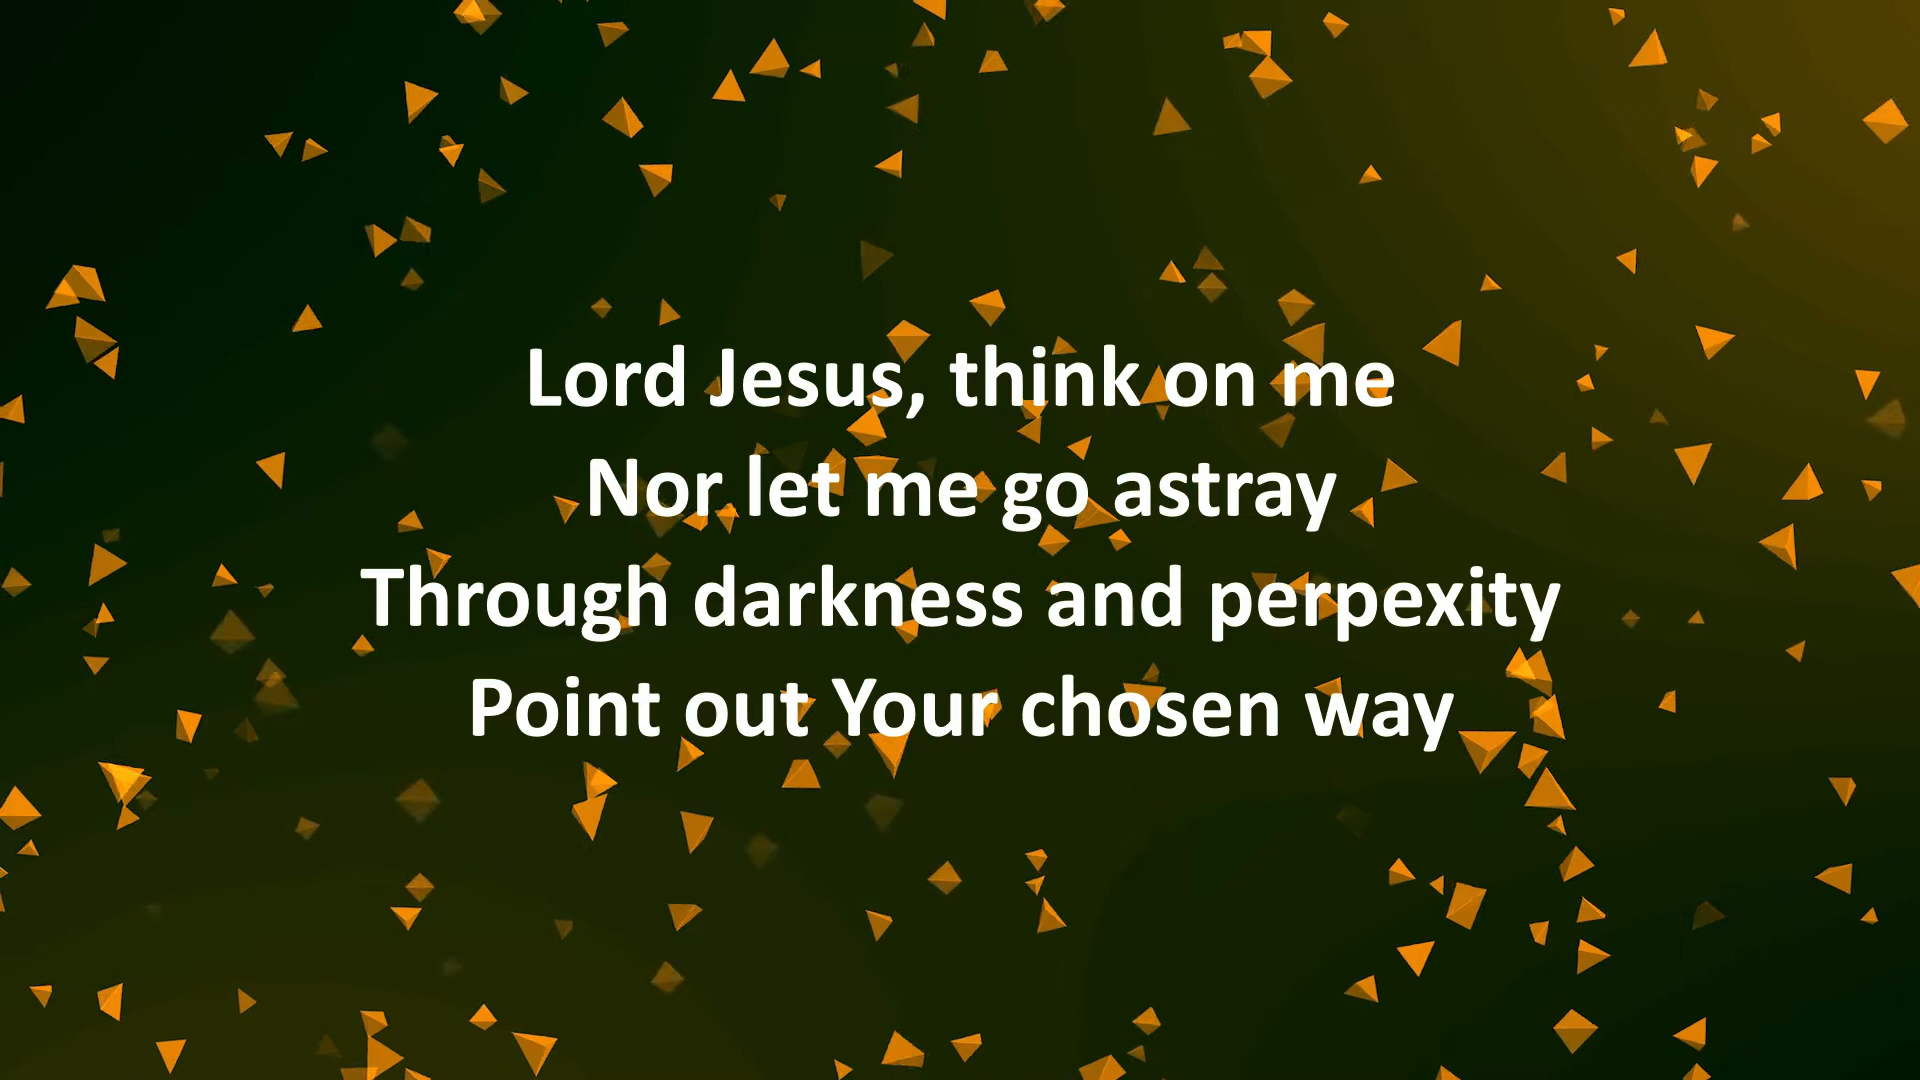 Lord Jesus, think on me
Nor let me go astray
Through darkness and perpexity
Point out Your chosen way